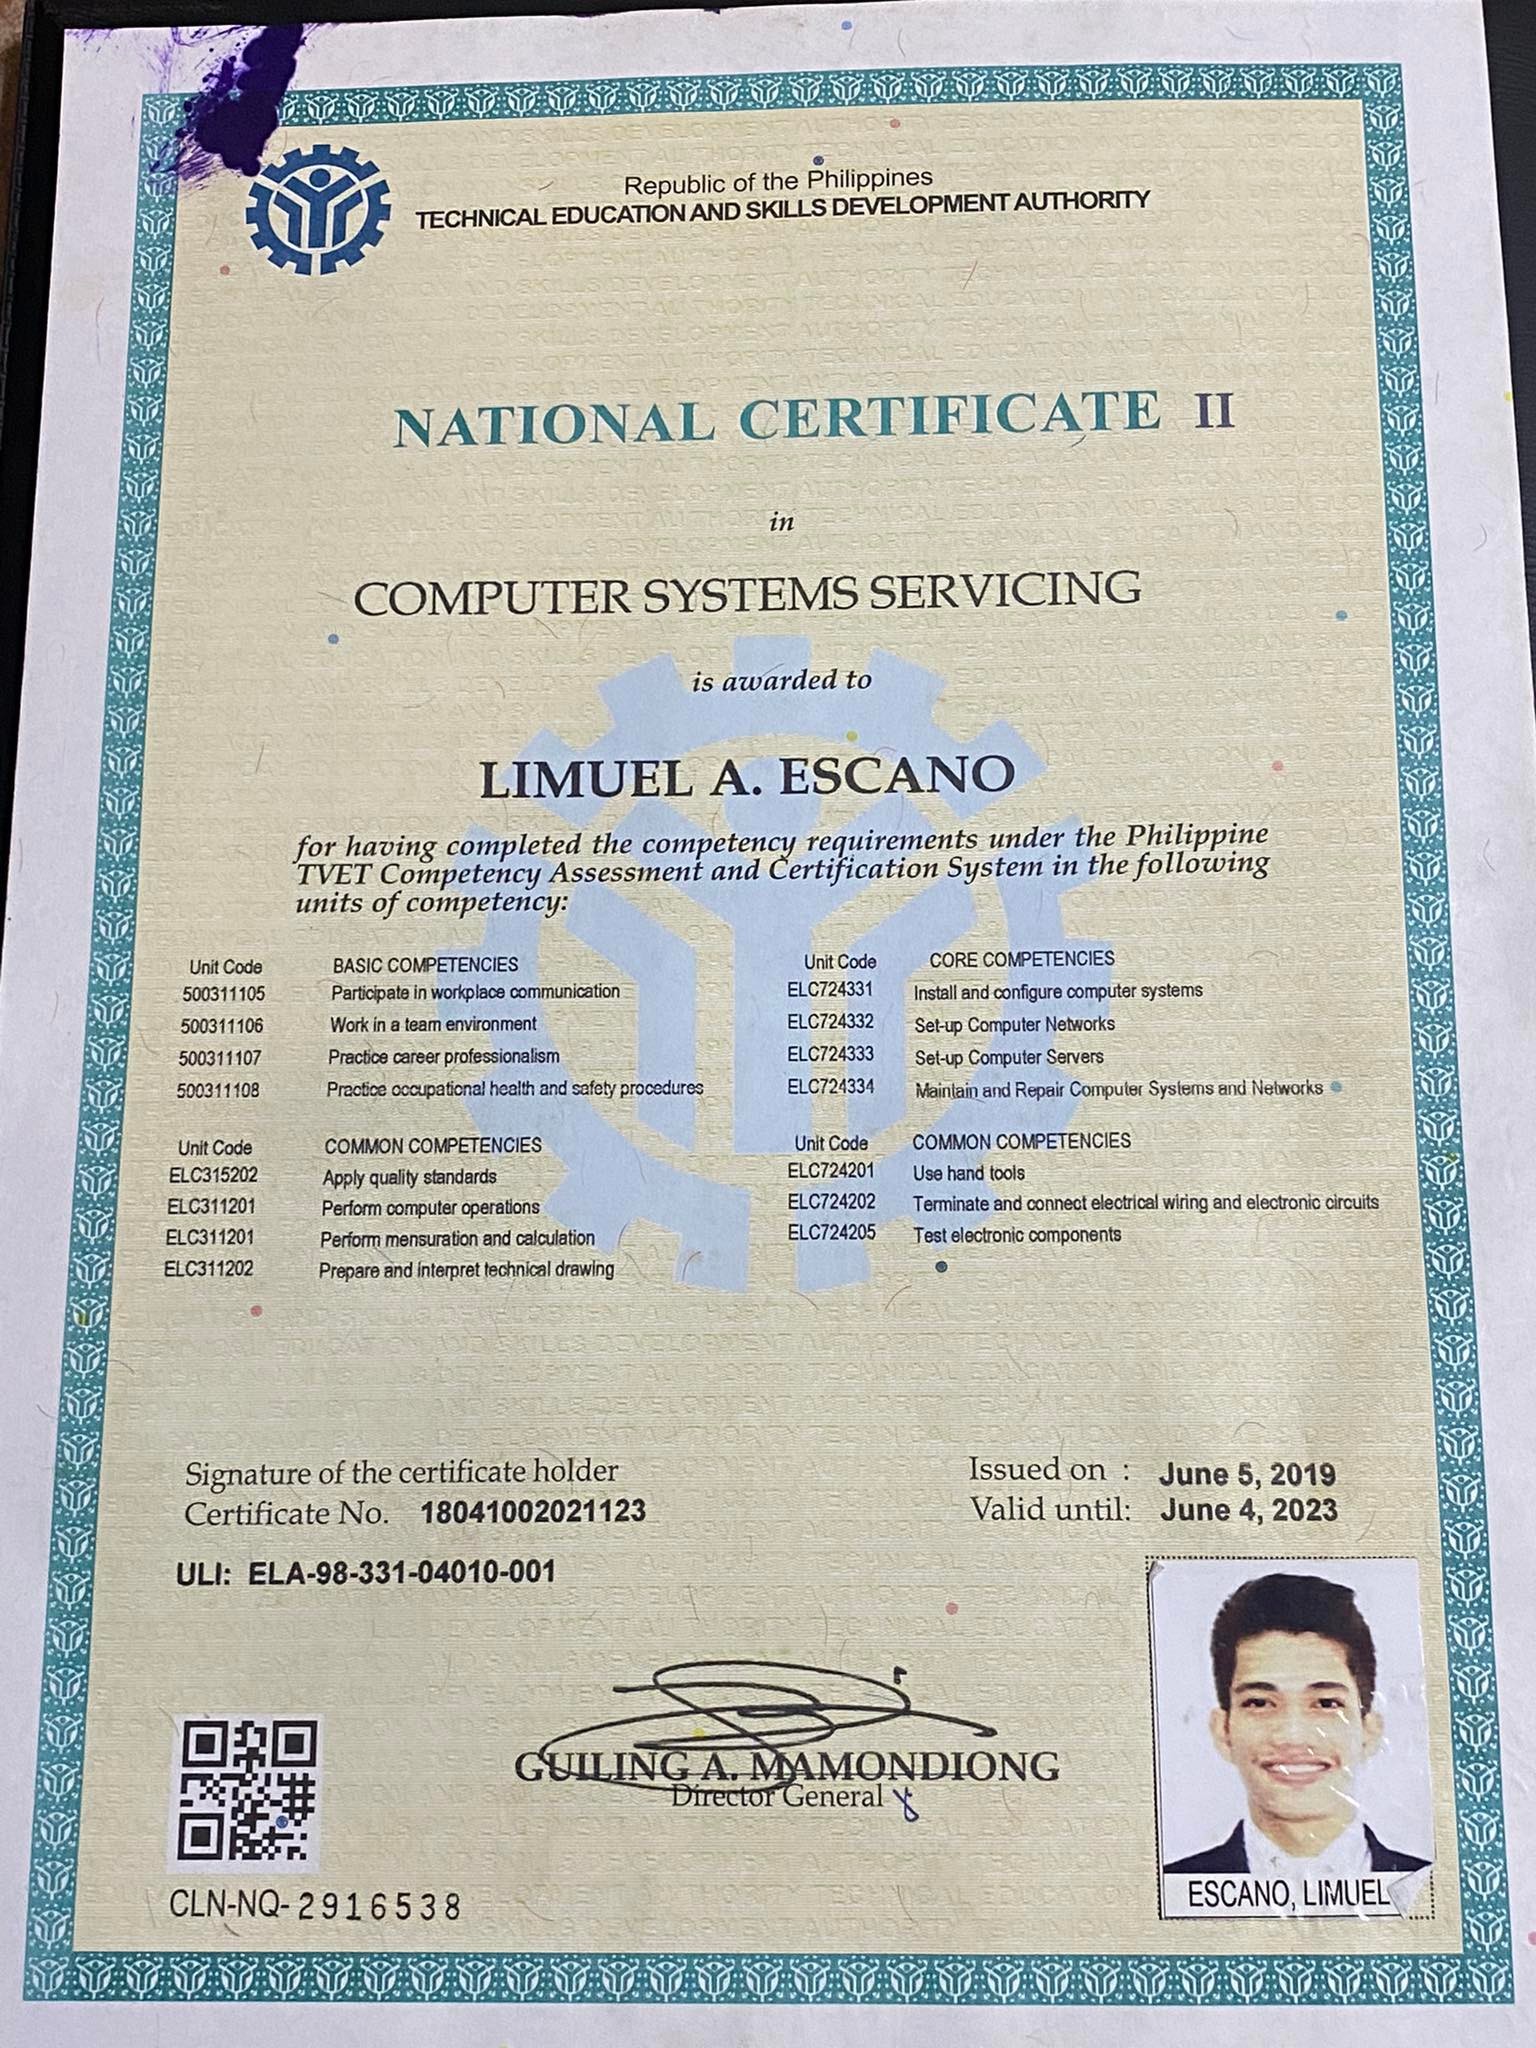 Republic of the Philippines
TECHNICAL EDUCATION AND SKILLS DEVELOPMENT AUTHORITY
NATIONAL CERTIFICATE II
in
COMPUTER SYSTEMS SERVICING
is awarded to
LIMUEL A. ESCANO
for having completed the competency requirements under the Philippine
TVET Competency Assessment and Certification System in the following
units of competency:
Unit Code BASIC COMPETENCIES
500311105 Participate in workplace communication
500311106 Work in a team environment
500311107 Practice career professionalism
500311108 Practice occupational health and safety procedures
Unit Code CORE COMPETENCIES
ELC724331 Install and configure computer systems
ELC724332 Set-up Computer Networks
ELC724333 Set-up Computer Servers
ELC724334 Maintain and Repair Computer Systems and Networks
Unit Code COMMON COMPETENCIES
ELC315202 Apply quality standards
ELC311201 Perform computer operations
ELC311201 Perform mensuration and calculation
ELC311202 Prepare and interpret technical drawing
Unit Code COMMON COMPETENCIES
ELC724201 Use hand tools
ELC724202 Terminate and connect electrical wiring and electronic circuits
ELC724205 Test electronic components
Signature of the certificate holder
Certificate No. 18041002021123
ULI: ELA-98-331-04010-001
Issued on : June 5, 2019
Valid until: June 4, 2023
GUILING A. MAMONDIONG
Director General
CLN-NQ-2916538
ESCANO, LIMUEL